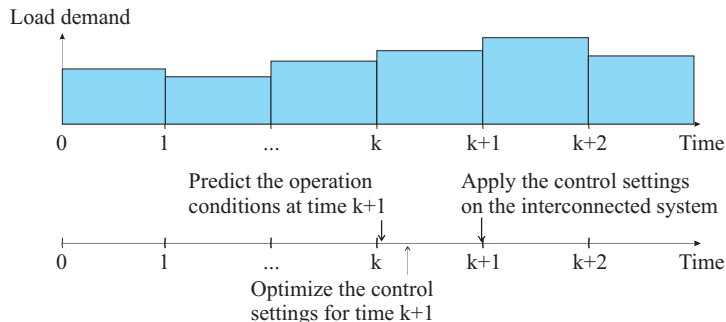 Load demand
0 1 ... k k+1 k+2 Time
Predict the operation
conditions at time k+1
Apply the control settings
on the interconnected system
0 1 ... k k+1 k+2 Time
Optimize the control
settings for time k+1